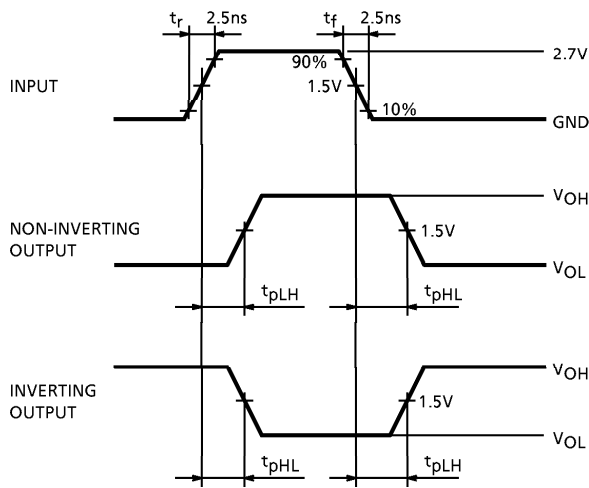 tr 2.5ns tf 2.5ns
90% 2.7V
INPUT 1.5V
10% GND
VOH
NON-INVERTING
OUTPUT 1.5V
VOL
tpLH tpHL
VOH
INVERTING
OUTPUT 1.5V
VOL
tpHL tpLH